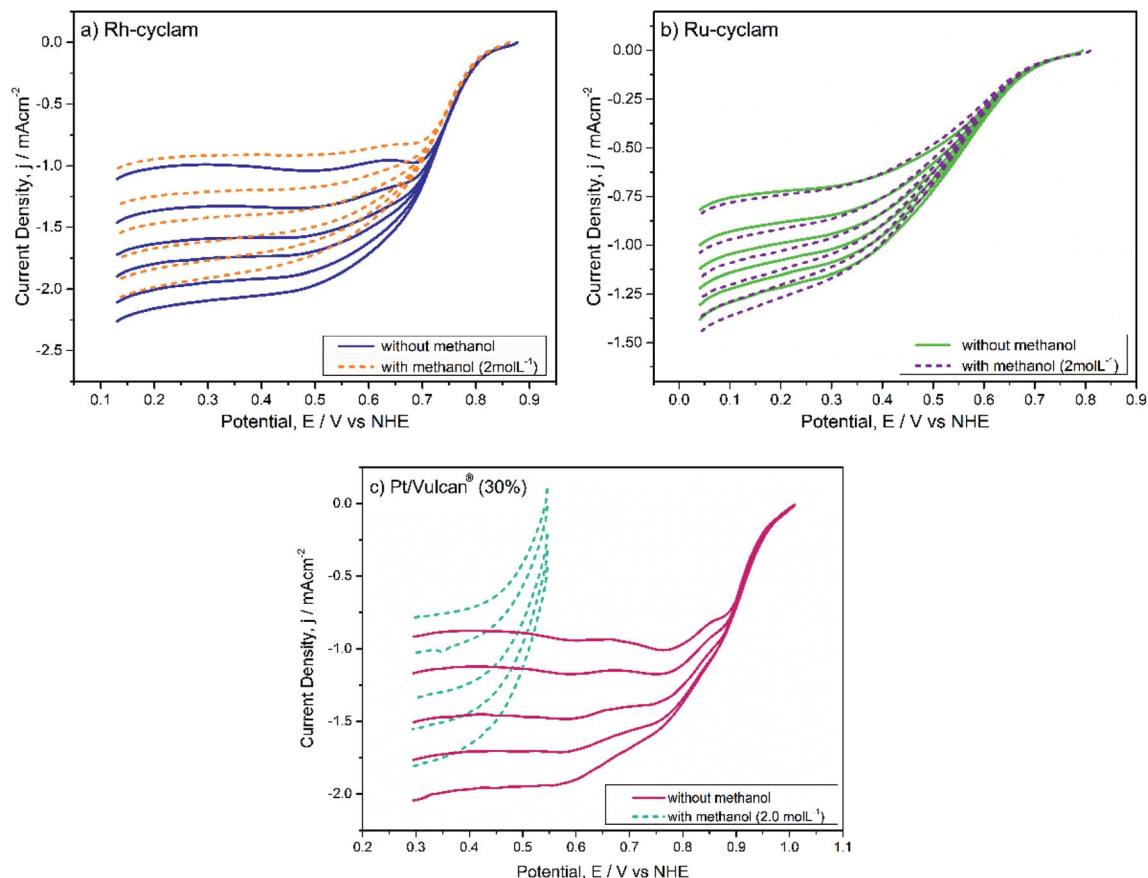 a) Rh-cyclam
0.0
-0.5
-1.0
-1.5
-2.0
-2.5
Current Density, j / mAcm⁻²
without methanol
with methanol (2molL⁻¹)
0.1 0.2 0.3 0.4 0.5 0.6 0.7 0.8 0.9
Potential, E / V vs NHE
b) Ru-cyclam
0.00
-0.25
-0.50
-0.75
-1.00
-1.25
-1.50
Current Density, j / mAcm⁻²
without methanol
with methanol (2molL⁻¹)
0.0 0.1 0.2 0.3 0.4 0.5 0.6 0.7 0.8 0.9
Potential, E / V vs NHE
c) Pt/Vulcan® (30%)
0.0
-0.5
-1.0
-1.5
-2.0
Current Density, j / mAcm⁻²
without methanol
with methanol (2.0 molL⁻¹)
0.2 0.3 0.4 0.5 0.6 0.7 0.8 0.9 1.0 1.1
Potential, E / V vs NHE